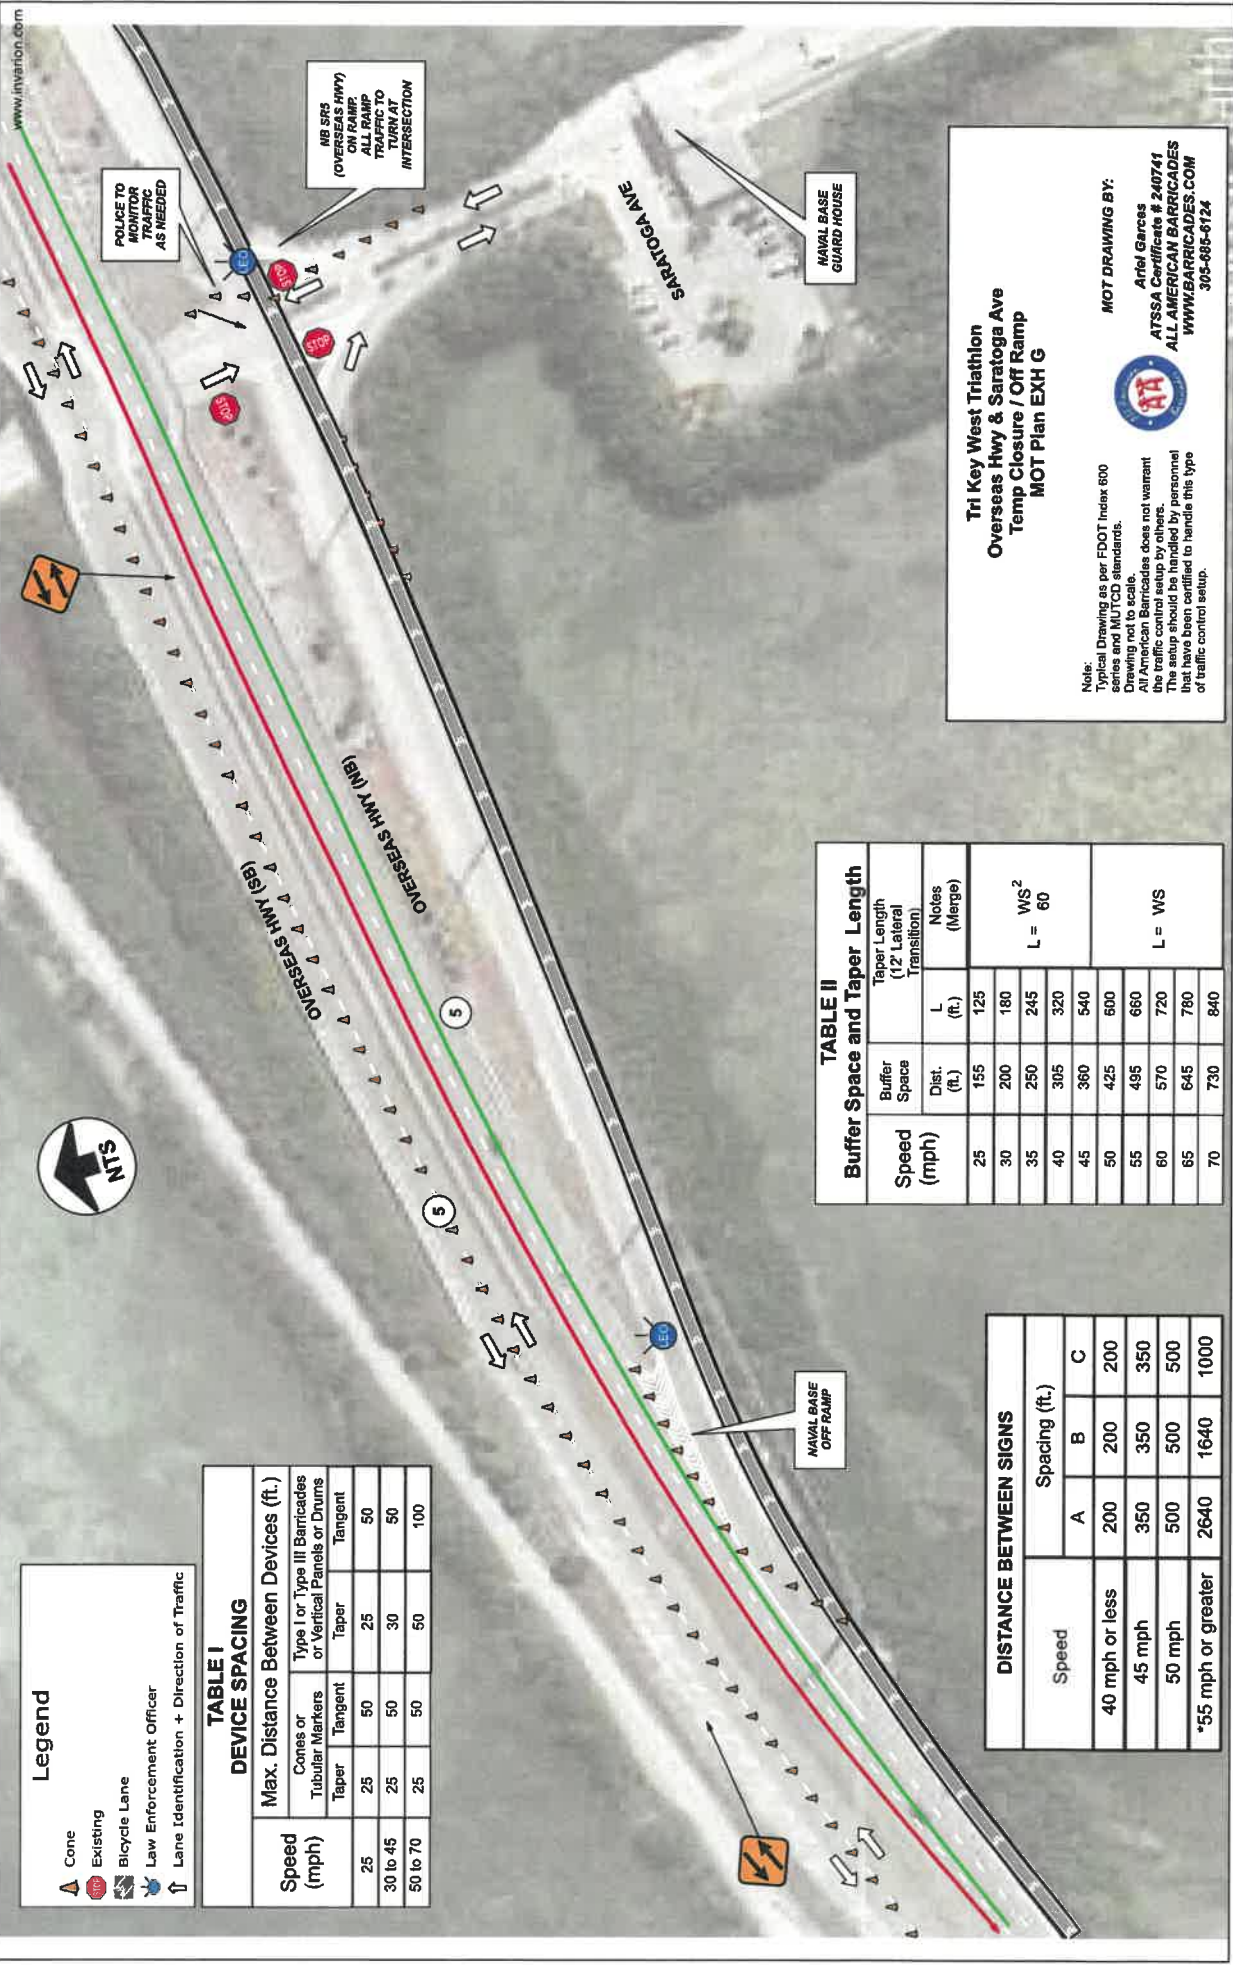 www.invarion.com
Legend
Cone
STOP
Existing
Bicycle Lane
Law Enforcement Officer
Lane Identification + Direction of Traffic
TABLE I
DEVICE SPACING
Speed (mph)
Max. Distance Between Devices (ft.)
Cones or Tubular Markers
Type I or Type III Barricades or Vertical Panels or Drums
Taper Tangent Taper Tangent
25 25 50 25 50
30 to 45 25 50 30 50
50 to 70 25 50 50 100
NTS
POLICE TO
MONITOR
TRAFFIC
AS NEEDED
LEO
NB SR5
(OVERSEAS HWY)
ON RAMP.
ALL RAMP
TRAFFIC TO
TURN AT
INTERSECTION
STOP
STOP
STOP
SARATOGA AVE
NAVAL BASE
GUARD HOUSE
OVERSEAS HWY (SB)
OVERSEAS HWY (NB)
5
5
LEO
NAVAL BASE
OFF RAMP
DISTANCE BETWEEN SIGNS
Speed
Spacing (ft.)
A B C
40 mph or less 200 200 200
45 mph 350 350 350
50 mph 500 500 500
*55 mph or greater 2640 1640 1000
TABLE II
Buffer Space and Taper Length
Speed (mph)
Buffer Space
Taper Length
(12' Lateral
Transition)
Dist. (ft.)
L (ft.)
Notes (Merge)
25 155 125
30 200 180
35 250 245
40 305 320
45 360 540
50 425 600
55 495 660
60 570 720
65 645 780
70 730 840
L = WS²
60
L = WS
Tri Key West Triathlon
Overseas Hwy & Saratoga Ave
Temp Closure / Off Ramp
MOT Plan EXH G
Note:
Typical Drawing as per FDOT Index 600
series and MUTCD standards.
Drawing not to scale.
All American Barricades does not warrant
the traffic control setup by others.
The setup should be handled by personnel
that have been certified to handle this type
of traffic control setup.
MOT DRAWING BY:
Ariel Garces
ATSSA Certificate # 240741
ALL AMERICAN BARRICADES
WWW.BARRICADES.COM
305-685-6124